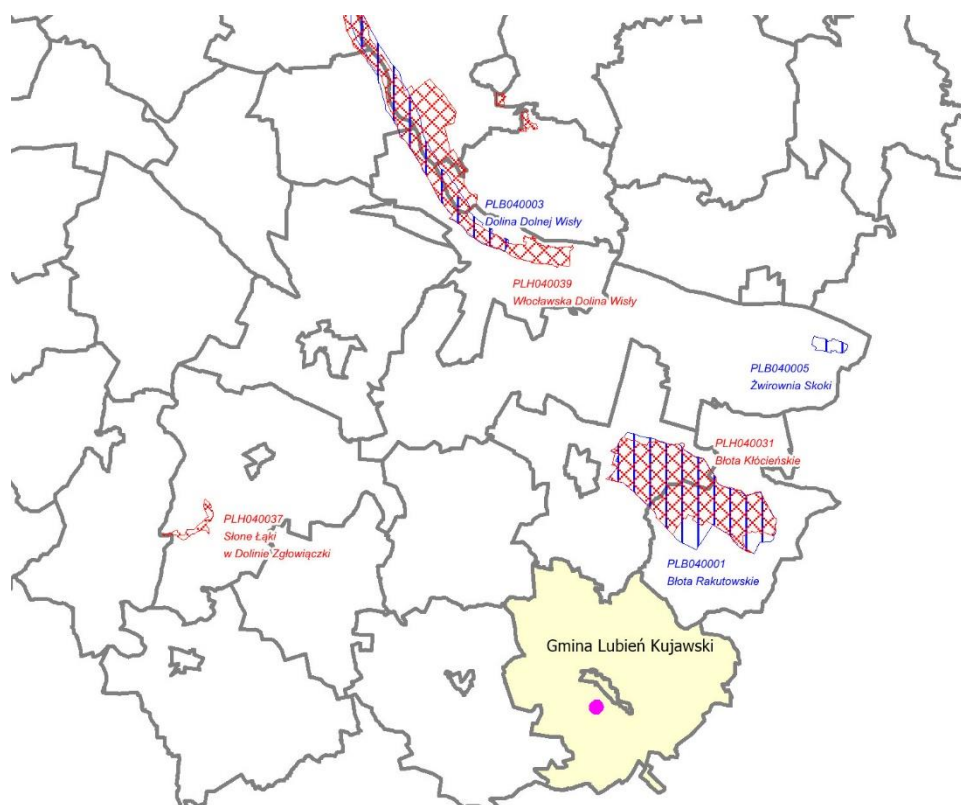 PLB040003
Dolina Dolnej Wisły
PLH040039
Włocławska Dolina Wisły
PLB040005
Żwirownia Skoki
PLH040031
Błota Kłócieńskie
PLH040037
Słone Łąki
w Dolinie Zgłowiączki
PLB040001
Błota Rakutowskie
Gmina Lubień Kujawski